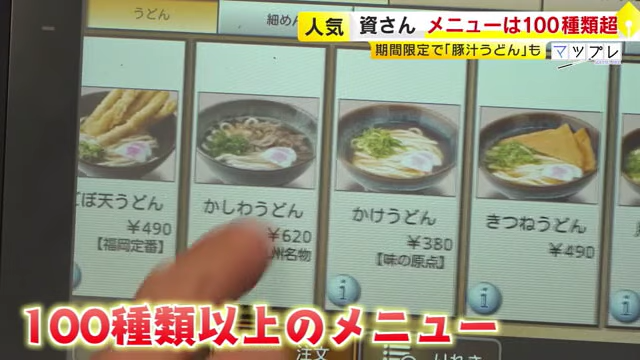 うどん
細めん
人気 資さん メニューは100種類超
期間限定で「豚汁うどん」も
マップレ
ごぼ天うどん
¥490
【福岡定番】
かしわうどん
¥620
州名物
かけうどん
¥380
【味の原点】
きつねうどん
¥490
i
i
100種類以上のメニュー
注文